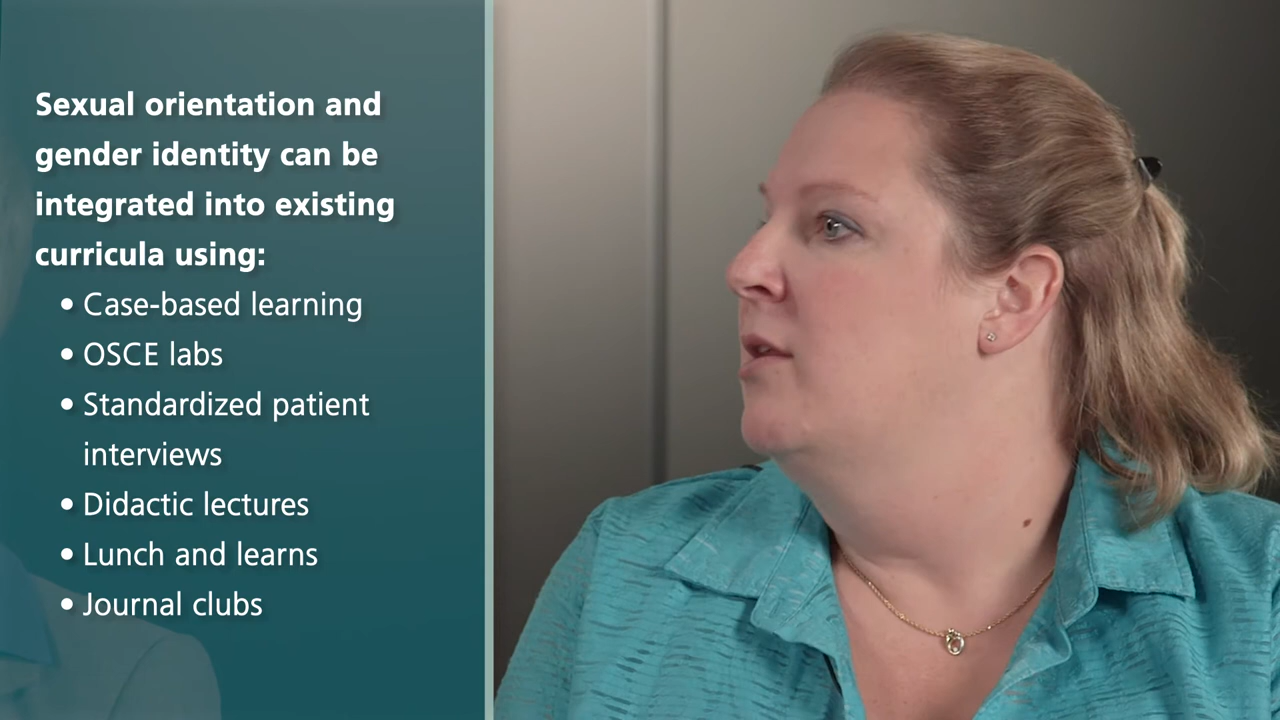 Sexual orientation and
gender identity can be
integrated into existing
curricula using:
• Case-based learning
• OSCE labs
• Standardized patient
interviews
• Didactic lectures
• Lunch and learns
• Journal clubs